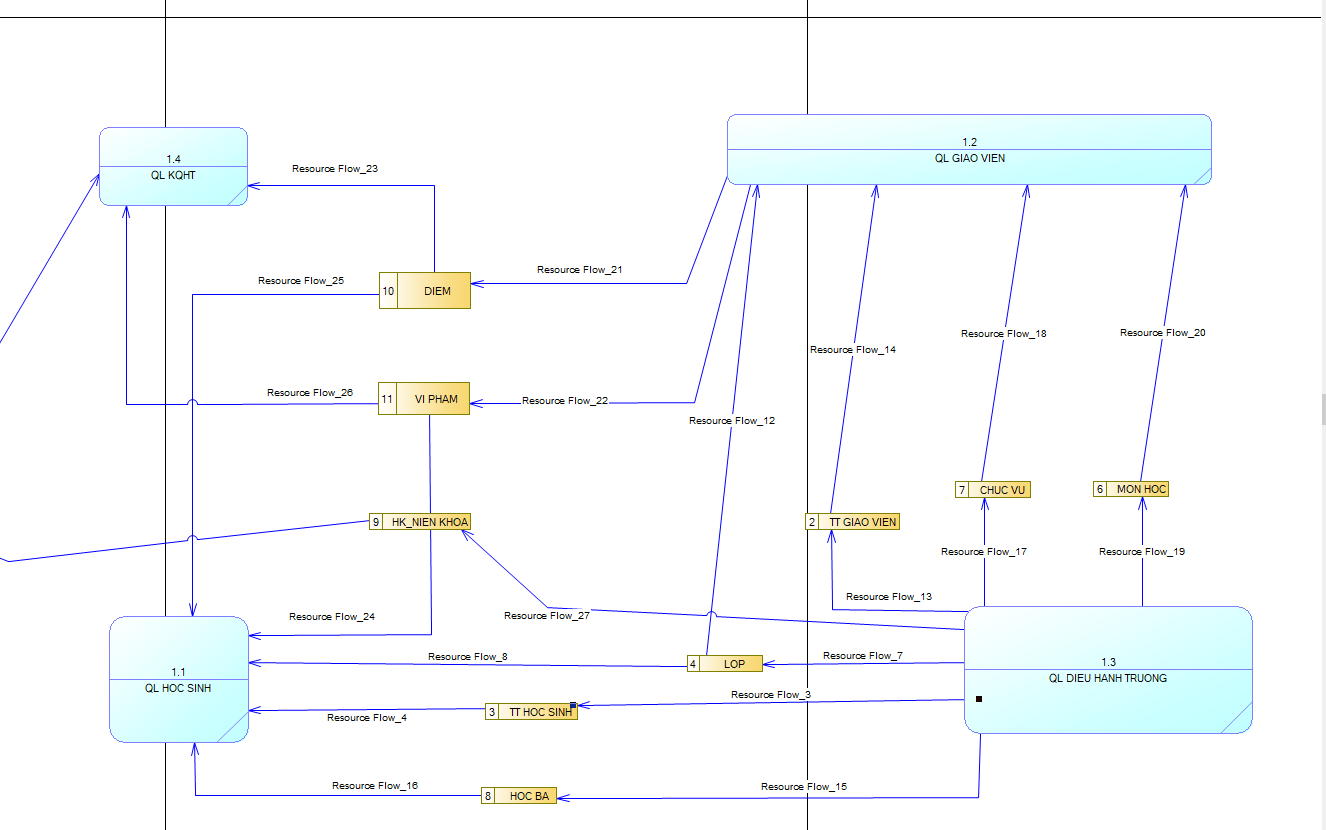 1.2
QL GIAO VIEN
1.4
QL KQHT
Resource Flow_23
Resource Flow_21
Resource Flow_25
10 DIEM
Resource Flow_18
Resource Flow_20
Resource Flow_14
Resource Flow_26
11 VI PHAM
Resource Flow_22
Resource Flow_12
7 CHUC VU
6 MON HOC
9 HK_NIEN KHOA
2 TT GIAO VIEN
Resource Flow_17
Resource Flow_19
Resource Flow_13
Resource Flow_24
Resource Flow_27
Resource Flow_8
4 LOP
Resource Flow_7
1.3
QL DIEU HANH TRUONG
1.1
QL HOC SINH
Resource Flow_3
3 TT HOC SINH
Resource Flow_4
Resource Flow_16
8 HOC BA
Resource Flow_15